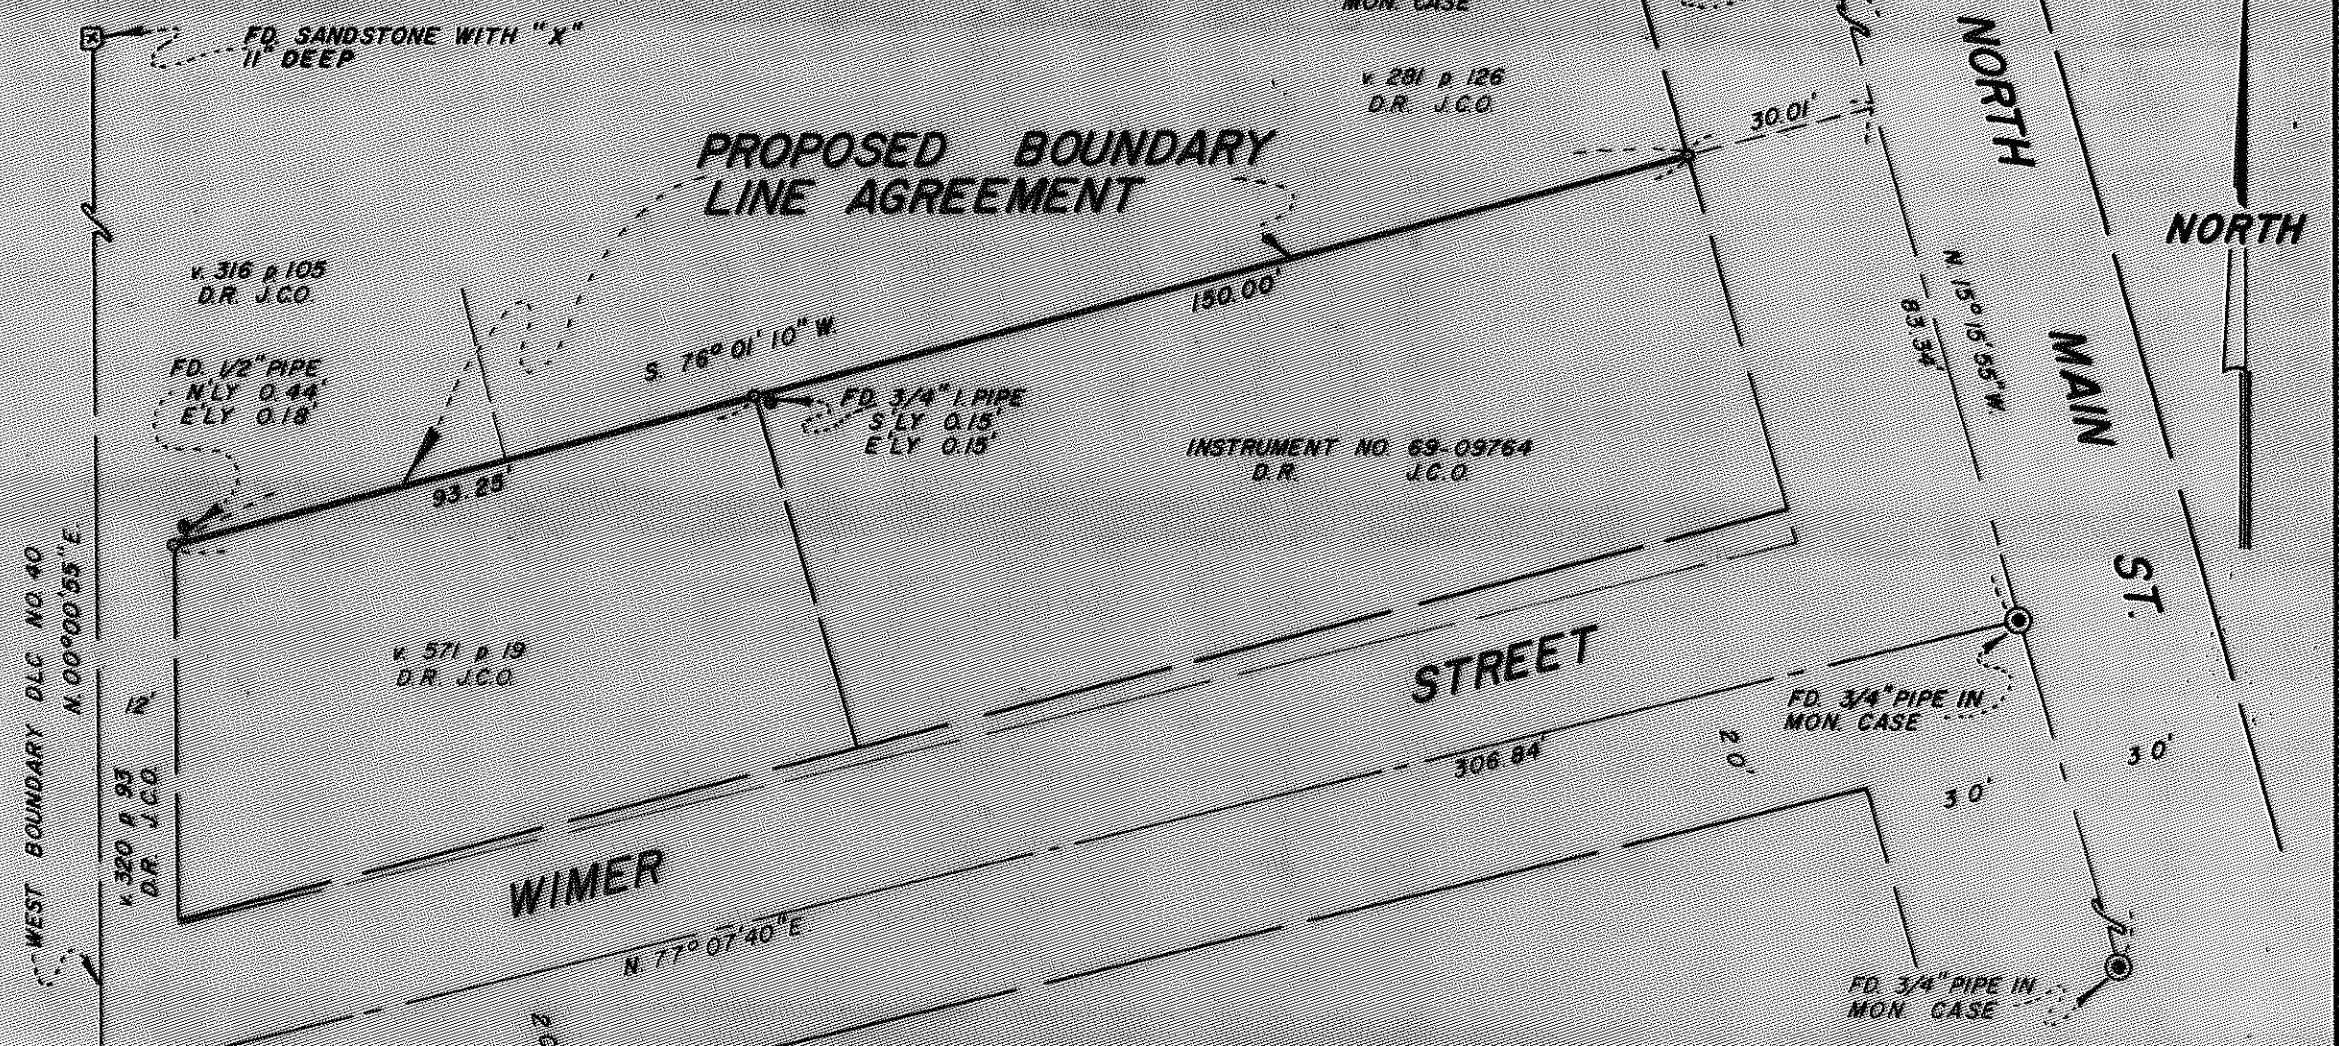 MON. CASE
FD. SANDSTONE WITH "X"
11" DEEP
v. 281 p 126
D.R. J.C.O.
30.01'
PROPOSED BOUNDARY
LINE AGREEMENT
NORTH MAIN ST.
NORTH
v. 316 p 105
D.R. J.C.O.
150.00'
N. 15° 15' 55" W.
83.34'
S. 76° 01' 10" W.
FD. 1/2" PIPE
N'LY 0.44'
E'LY 0.18'
FD. 3/4" I. PIPE
S'LY 0.15'
E'LY 0.15'
INSTRUMENT NO. 69-09764
D.R. J.C.O.
93.25'
WEST BOUNDARY DLC NO. 40
N. 00° 00' 55" E.
12'
v. 320 p 93
D.R. J.C.O.
v. 571 p 19
D.R. J.C.O.
WIMER STREET
FD. 3/4" PIPE IN
MON. CASE
306.84'
20'
30'
30'
N. 77° 07' 40" E
FD. 3/4" PIPE IN
MON. CASE